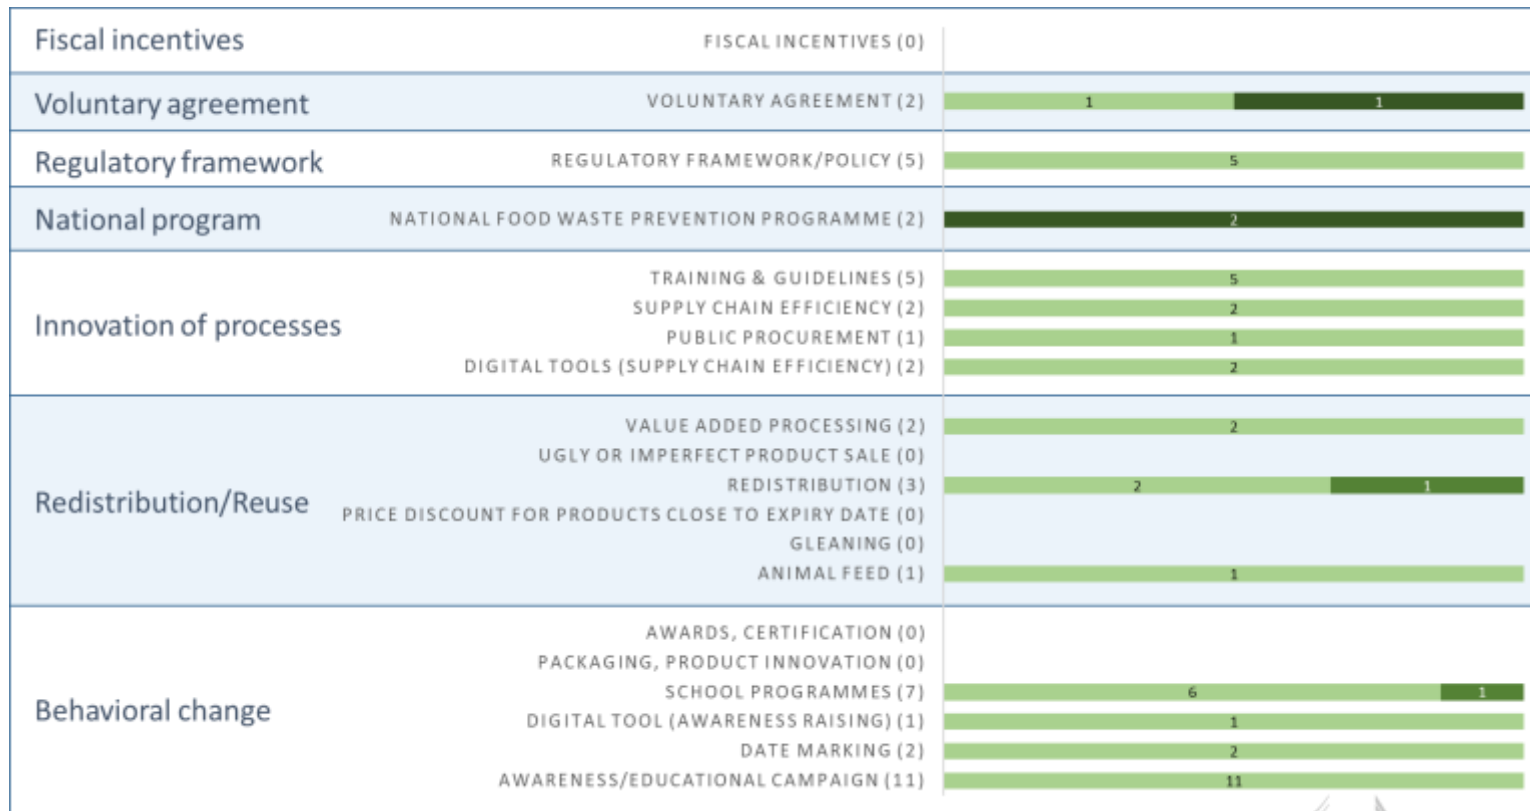 Fiscal incentives
FISCAL INCENTIVES (0)
Voluntary agreement
VOLUNTARY AGREEMENT (2)
1 1
Regulatory framework
REGULATORY FRAMEWORK/POLICY (5)
5
National program
NATIONAL FOOD WASTE PREVENTION PROGRAMME (2)
2
Innovation of processes
TRAINING & GUIDELINES (5)
5
SUPPLY CHAIN EFFICIENCY (2)
2
PUBLIC PROCUREMENT (1)
1
DIGITAL TOOLS (SUPPLY CHAIN EFFICIENCY) (2)
2
Redistribution/Reuse
VALUE ADDED PROCESSING (2)
2
UGLY OR IMPERFECT PRODUCT SALE (0)
REDISTRIBUTION (3)
2 1
PRICE DISCOUNT FOR PRODUCTS CLOSE TO EXPIRY DATE (0)
GLEANING (0)
ANIMAL FEED (1)
1
Behavioral change
AWARDS, CERTIFICATION (0)
PACKAGING, PRODUCT INNOVATION (0)
SCHOOL PROGRAMMES (7)
6 1
DIGITAL TOOL (AWARENESS RAISING) (1)
1
DATE MARKING (2)
2
AWARENESS/EDUCATIONAL CAMPAIGN (11)
11